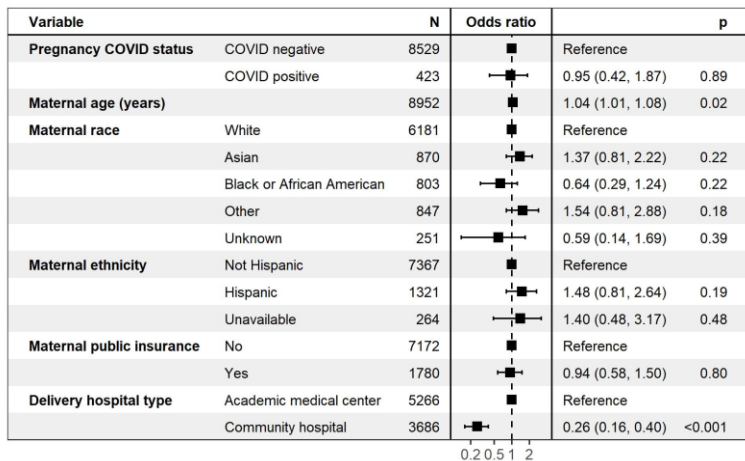 Variable N Odds ratio p
Pregnancy COVID status COVID negative 8529 Reference
COVID positive 423 0.95 (0.42, 1.87) 0.89
Maternal age (years) 8952 1.04 (1.01, 1.08) 0.02
Maternal race White 6181 Reference
Asian 870 1.37 (0.81, 2.22) 0.22
Black or African American 803 0.64 (0.29, 1.24) 0.22
Other 847 1.54 (0.81, 2.88) 0.18
Unknown 251 0.59 (0.14, 1.69) 0.39
Maternal ethnicity Not Hispanic 7367 Reference
Hispanic 1321 1.48 (0.81, 2.64) 0.19
Unavailable 264 1.40 (0.48, 3.17) 0.48
Maternal public insurance No 7172 Reference
Yes 1780 0.94 (0.58, 1.50) 0.80
Delivery hospital type Academic medical center 5266 Reference
Community hospital 3686 0.26 (0.16, 0.40) <0.001
0.2 0.5 1 2